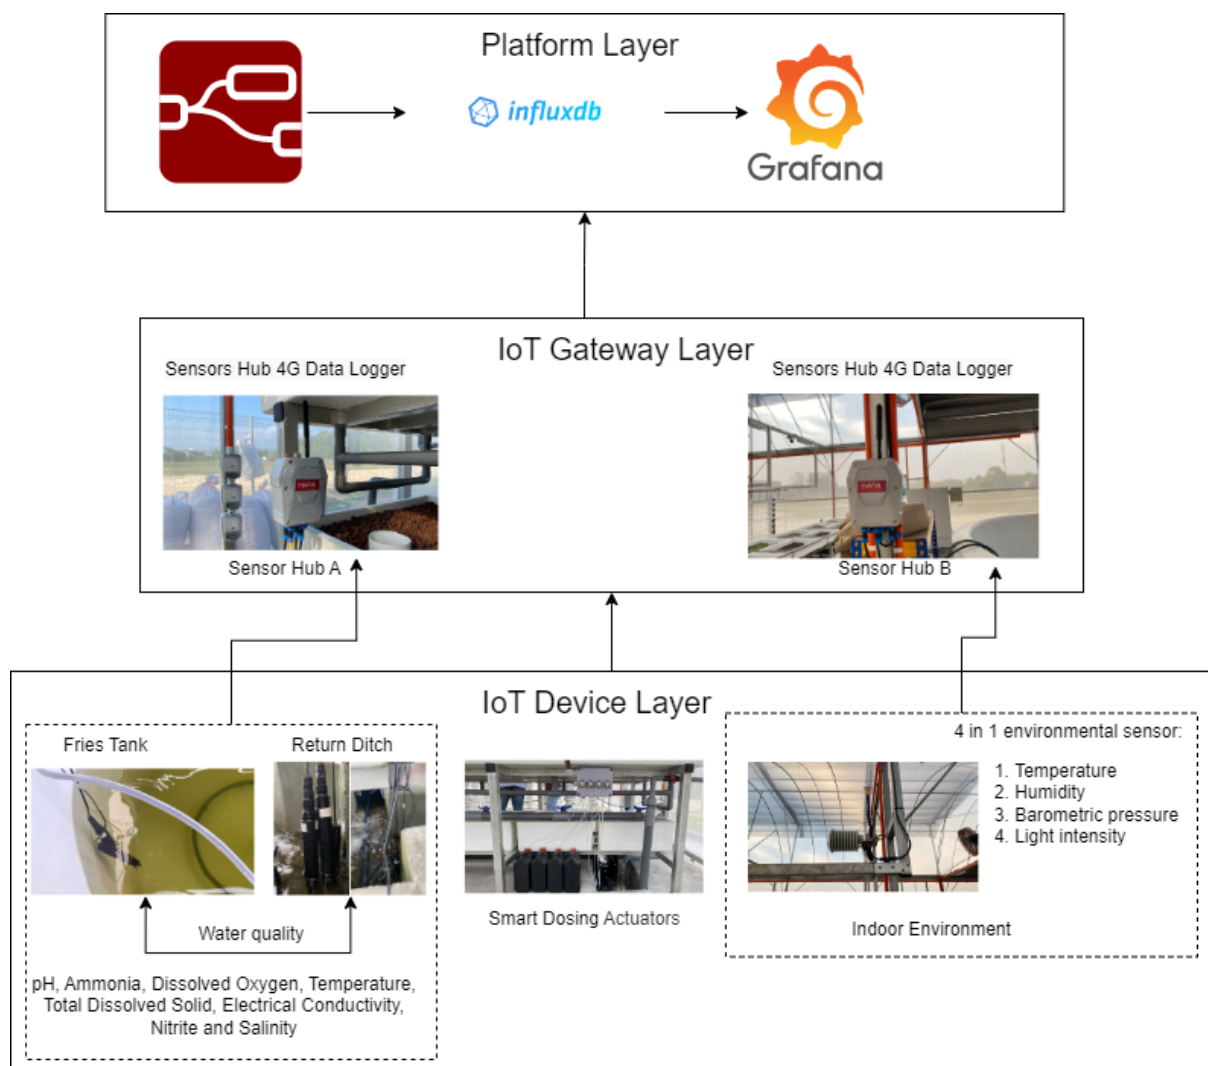 Platform Layer
influxdb
Grafana
IoT Gateway Layer
Sensors Hub 4G Data Logger
Sensors Hub 4G Data Logger
Sensor Hub A
Sensor Hub B
IoT Device Layer
Fries Tank
Return Ditch
Water quality
pH, Ammonia, Dissolved Oxygen, Temperature,
Total Dissolved Solid, Electrical Conductivity,
Nitrite and Salinity
Smart Dosing Actuators
4 in 1 environmental sensor:
1. Temperature
2. Humidity
3. Barometric pressure
4. Light intensity
Indoor Environment